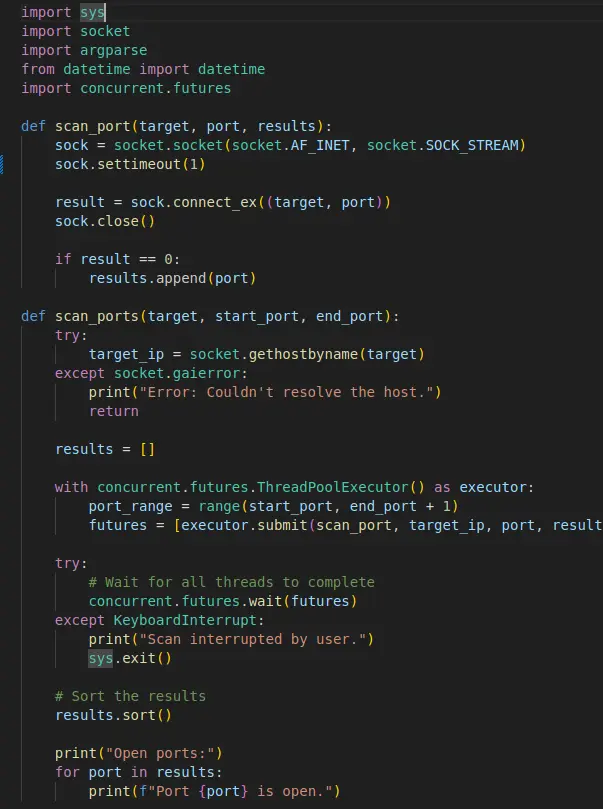 import sys
import socket
import argparse
from datetime import datetime
import concurrent.futures
def scan_port(target, port, results):
    sock = socket.socket(socket.AF_INET, socket.SOCK_STREAM)
    sock.settimeout(1)
    result = sock.connect_ex((target, port))
    sock.close()
    if result == 0:
        results.append(port)
def scan_ports(target, start_port, end_port):
    try:
        target_ip = socket.gethostbyname(target)
    except socket.gaierror:
        print("Error: Couldn't resolve the host.")
        return
    results = []
    with concurrent.futures.ThreadPoolExecutor() as executor:
        port_range = range(start_port, end_port + 1)
        futures = [executor.submit(scan_port, target_ip, port, result
    try:
        # Wait for all threads to complete
        concurrent.futures.wait(futures)
    except KeyboardInterrupt:
        print("Scan interrupted by user.")
        sys.exit()
    # Sort the results
    results.sort()
    print("Open ports:")
    for port in results:
        print(f"Port {port} is open.")